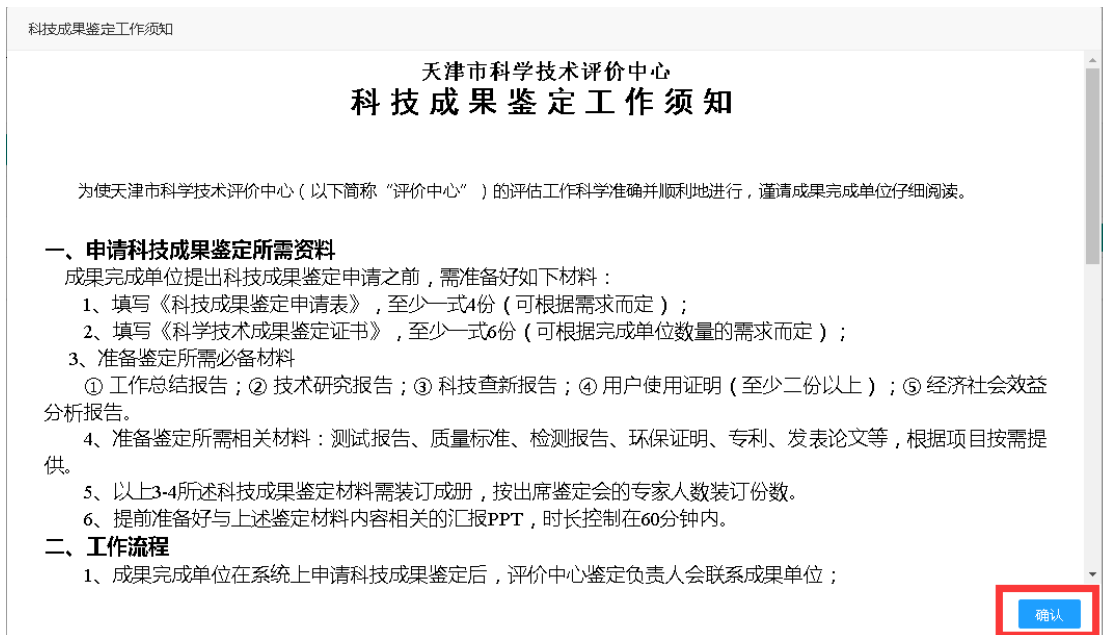 科技成果鉴定工作须知
天津市科学技术评价中心
科技成果鉴定工作须知
为使天津市科学技术评价中心（以下简称“评价中心”）的评估工作科学准确并顺利地进行，谨请成果完成单位仔细阅读。
一、申请科技成果鉴定所需资料
成果完成单位提出科技成果鉴定申请之前，需准备好如下材料：
1、填写《科技成果鉴定申请表》，至少一式4份（可根据需求而定）；
2、填写《科学技术成果鉴定证书》，至少一式6份（可根据完成单位数量的需求而定）；
3、准备鉴定所需必备材料
① 工作总结报告；② 技术研究报告；③ 科技查新报告；④ 用户使用证明（至少二份以上）；⑤ 经济社会效益
分析报告。
4、准备鉴定所需相关材料：测试报告、质量标准、检测报告、环保证明、专利、发表论文等，根据项目按需提
供。
5、以上3-4所述科技成果鉴定材料需装订成册，按出席鉴定会的专家人数装订份数。
6、提前准备好与上述鉴定材料内容相关的汇报PPT，时长控制在60分钟内。
二、工作流程
1、成果完成单位在系统上申请科技成果鉴定后，评价中心鉴定负责人会联系成果单位；
确认